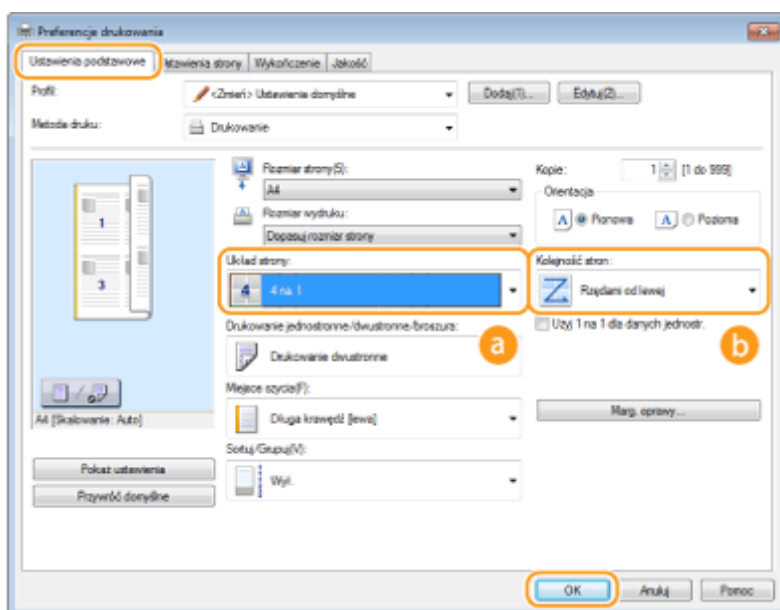 Preferencje drukowania
Ustawienia podstawowe
Ustawienia strony
Wykończenie
Jakość
Profil:
<Zmień> Ustawienia domyślne
Dodaj(1)...
Edytuj(2)...
Metoda druku:
Drukowanie
1
3
A4 [Skalowanie: Auto]
Pokaż ustawienia
Przywróć domyślne
Rozmiar strony(S):
A4
Rozmiar wydruku:
Dopasuj rozmiar strony
Układ strony:
4 4 na 1
a
Drukowanie jednostronne/dwustronne/broszura:
Drukowanie dwustronne
Miejsce szycia(F):
Długa krawędź [lewa]
Sortuj/Grupuj(V):
Wył.
Kopie: 1 [1 do 999]
Orientacja
A Pionowa
A Pozioma
Kolejność stron:
Rzędami od lewej
b
Użyj 1 na 1 dla danych jednostr.
Marg. oprawy...
OK
Anuluj
Pomoc